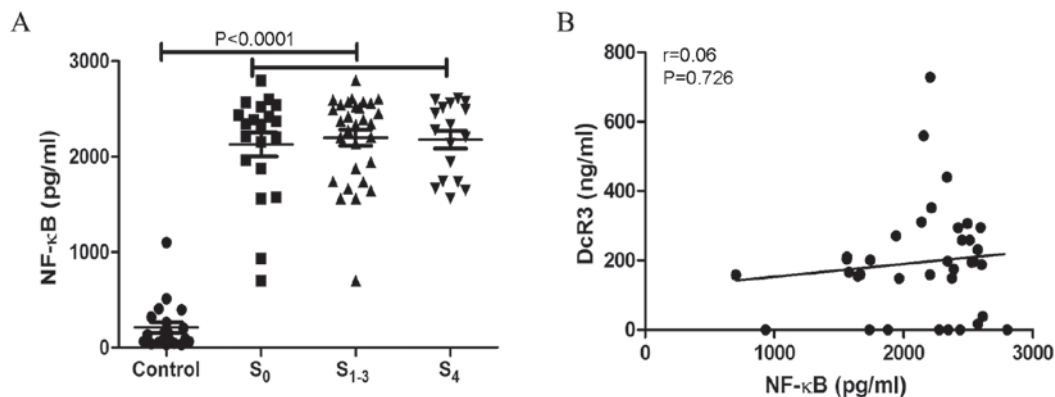 A
P<0.0001
3000
2000
1000
0
NF-κB (pg/ml)
Control S₀ S₁₋₃ S₄
B
r=0.06
P=0.726
800
600
400
200
0
DcR3 (ng/ml)
0 1000 2000 3000
NF-κB (pg/ml)